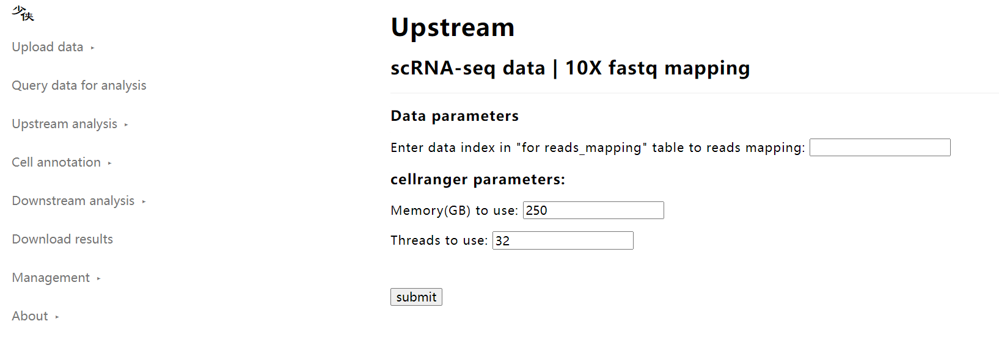 少侠
Upload data ▸
Query data for analysis
Upstream analysis ▸
Cell annotation ▸
Downstream analysis ▸
Download results
Management ▸
About ▸
Upstream
scRNA-seq data | 10X fastq mapping
Data parameters
Enter data index in "for reads_mapping" table to reads mapping:
cellranger parameters:
Memory(GB) to use: 250
Threads to use: 32
submit